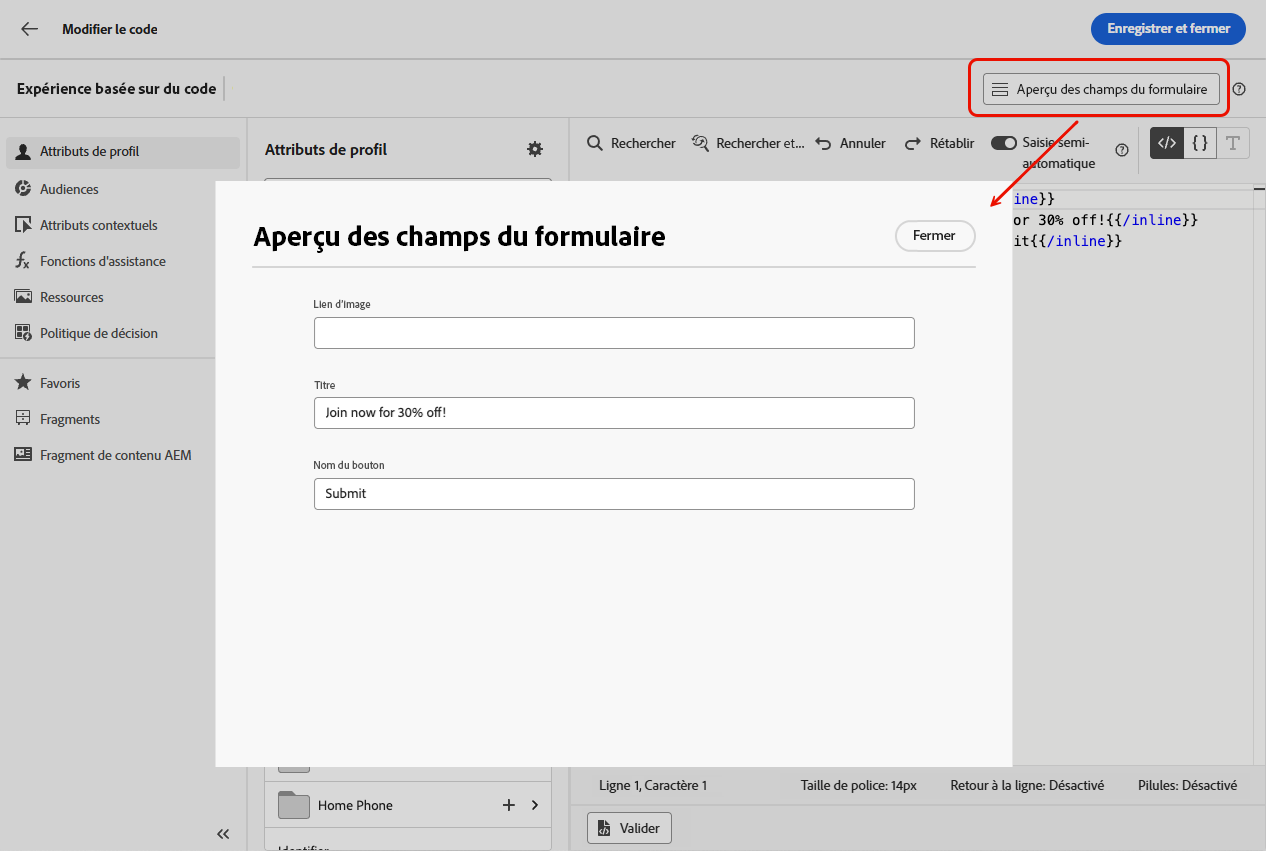 Modifier le code
Enregistrer et fermer
Expérience basée sur du code
Aperçu des champs du formulaire
Attributs de profil
Audiences
Attributs contextuels
Fonctions d'assistance
Ressources
Politique de décision
Favoris
Fragments
Fragment de contenu AEM
Attributs de profil
Rechercher
Rechercher et...
Annuler
Rétablir
Saisie semi-
automatique
ine}}
or 30% off!{{/inline}}
it{{/inline}}
Aperçu des champs du formulaire
Fermer
Lien d'image
Titre
Join now for 30% off!
Nom du bouton
Submit
Home Phone
Identifier
Ligne 1, Caractère 1
Taille de police: 14px
Retour à la ligne: Désactivé
Pilules: Désactivé
Valider